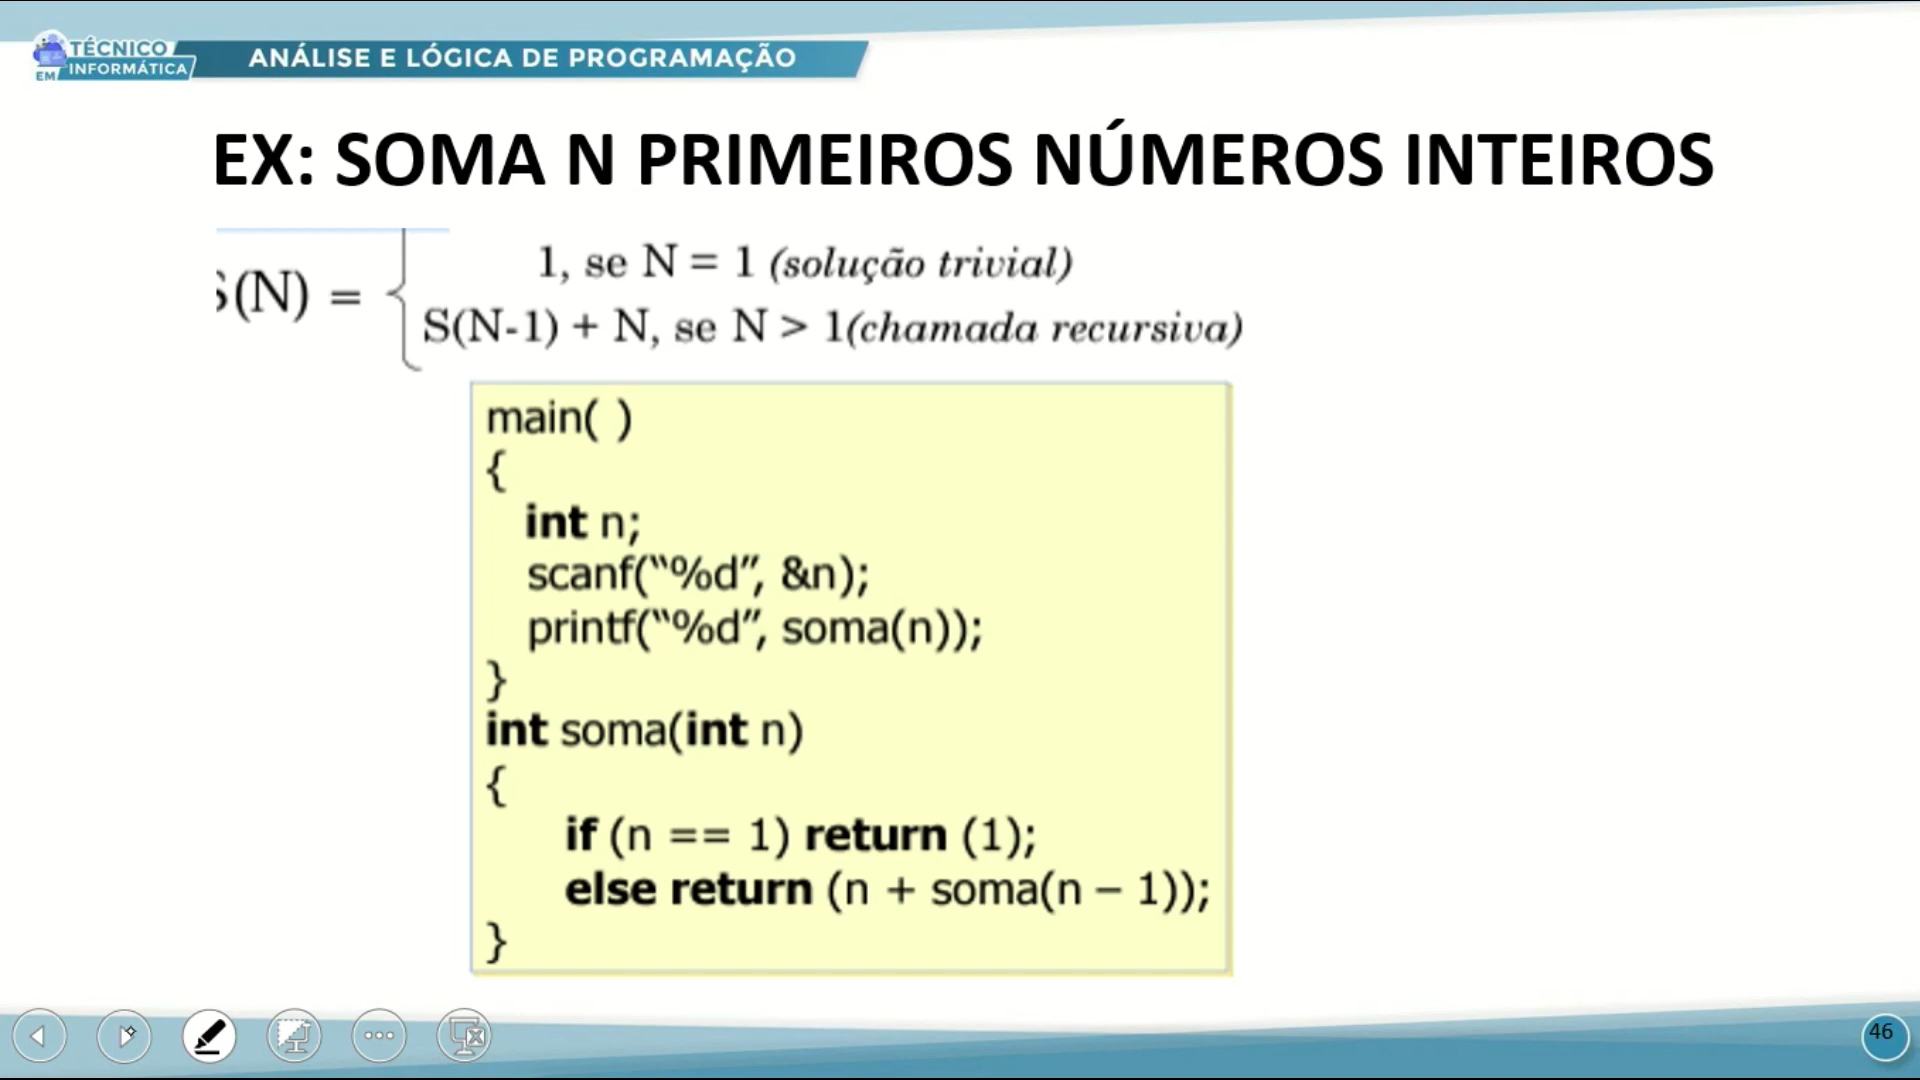 TÉCNICO
EM INFORMÁTICA
ANÁLISE E LÓGICA DE PROGRAMAÇÃO
EX: SOMA N PRIMEIROS NÚMEROS INTEIROS
S(N) =
1, se N = 1 (solução trivial)
S(N-1) + N, se N > 1(chamada recursiva)
main( )
{
int n;
scanf(“%d”, &n);
printf(“%d”, soma(n));
}
int soma(int n)
{
if (n == 1) return (1);
else return (n + soma(n – 1));
}
46